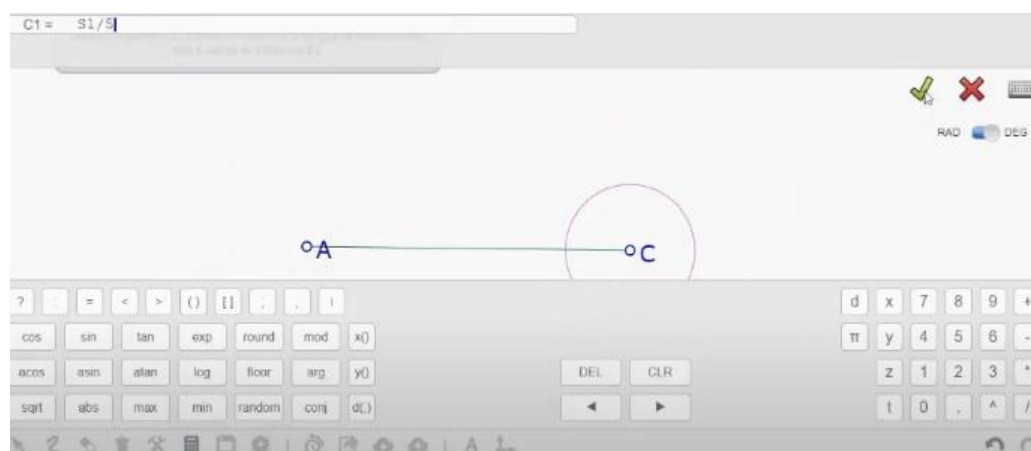 C1 = S1/5
RAD DEG
A
C
? : = < > () [] ; , !
d x 7 8 9 +
cos sin tan exp round mod x()
π y 4 5 6 -
acos asin atan log floor arg y()
DEL CLR
z 1 2 3 *
sqrt abs max min random conj d(;)
t 0 . ^ /
A